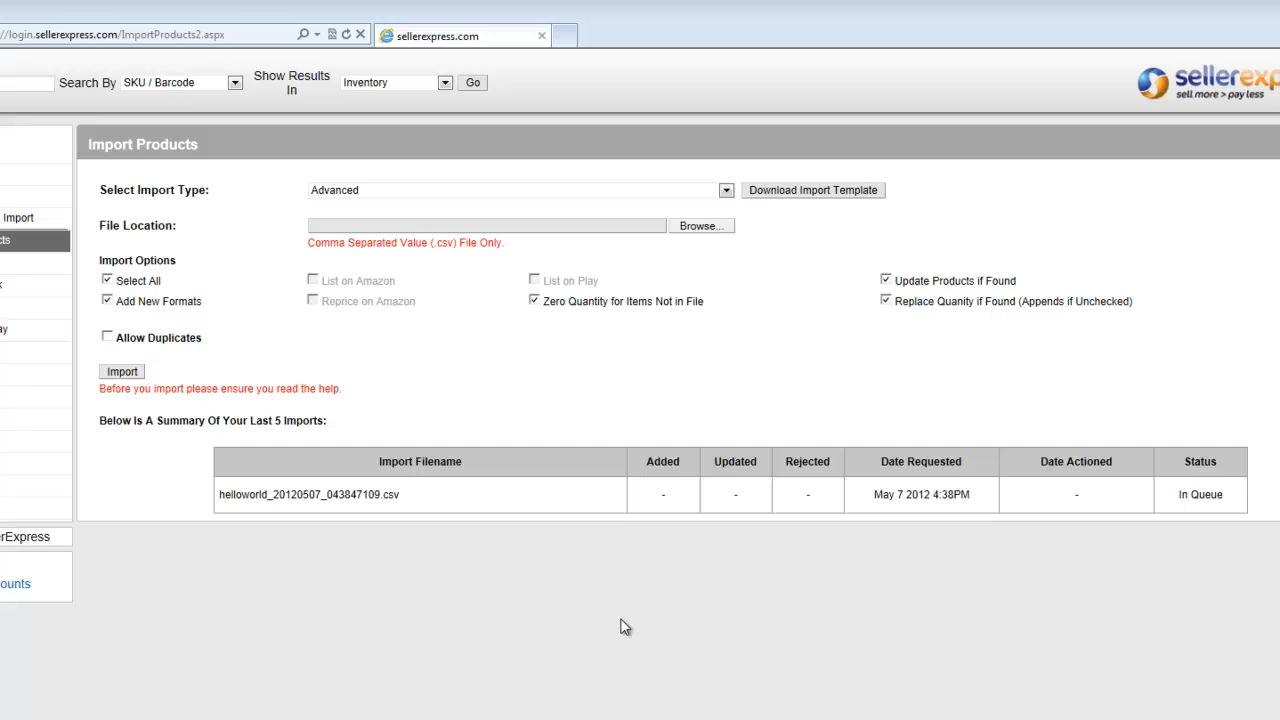 //login.sellerexpress.com/ImportProducts2.aspx
sellerexpress.com
Search By SKU / Barcode Show Results In Inventory Go
sellerexp
sell more > pay less
Import Products
Select Import Type: Advanced Download Import Template
Import
File Location: Browse...
cts
Comma Separated Value (.csv) File Only.
Import Options
Select All List on Amazon List on Play Update Products if Found
k
Add New Formats Reprice on Amazon Zero Quantity for Items Not in File Replace Quanity if Found (Appends if Unchecked)
ay
Allow Duplicates
Import
Before you import please ensure you read the help.
Below Is A Summary Of Your Last 5 Imports:
Import Filename Added Updated Rejected Date Requested Date Actioned Status
helloworld_20120507_043847109.csv - - - May 7 2012 4:38PM - In Queue
erExpress
ounts